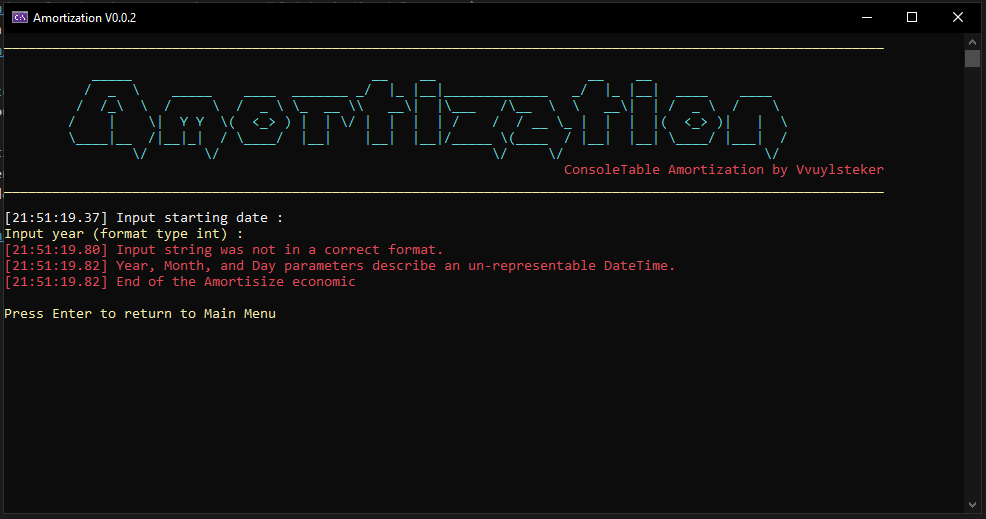 Amortization V0.0.2
Amortization
ConsoleTable Amortization by Vvuylsteker
[21:51:19.37] Input starting date :
Input year (format type int) :
[21:51:19.80] Input string was not in a correct format.
[21:51:19.82] Year, Month, and Day parameters describe an un-representable DateTime.
[21:51:19.82] End of the Amortisize economic
Press Enter to return to Main Menu